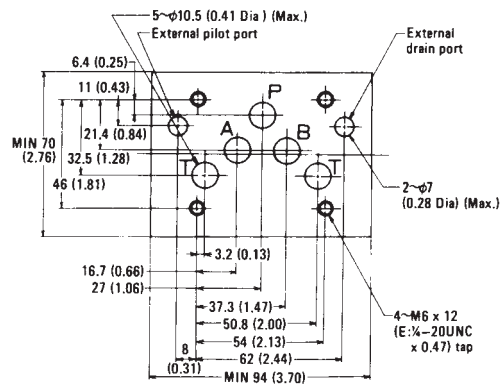 5~φ10.5 (0.41 Dia ) (Max.)
External pilot port
External
drain port
6.4 (0.25)
11 (0.43)
P
21.4 (0.84)
A
B
MIN 70
(2.76)
32.5 (1.28)
T
T
46 (1.81)
2~φ7
(0.28 Dia) (Max.)
3.2 (0.13)
16.7 (0.66)
27 (1.06)
37.3 (1.47)
50.8 (2.00)
54 (2.13)
8
(0.31)
62 (2.44)
MIN 94 (3.70)
4~M6 x 12
(E:¼-20UNC
x 0.47) tap